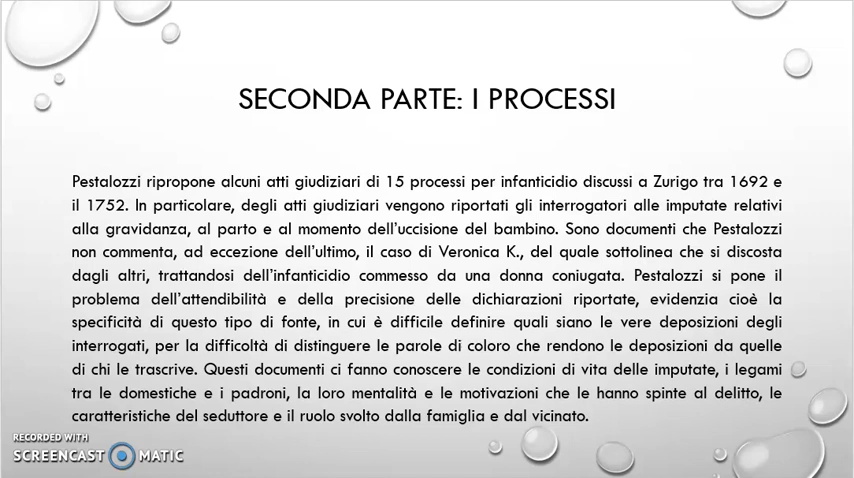 SECONDA PARTE: I PROCESSI
Pestalozzi ripropone alcuni atti giudiziari di 15 processi per infanticidio discussi a Zurigo tra 1692 e
il 1752. In particolare, degli atti giudiziari vengono riportati gli interrogatori alle imputate relativi
alla gravidanza, al parto e al momento dell'uccisione del bambino. Sono documenti che Pestalozzi
non commenta, ad eccezione dell'ultimo, il caso di Veronica K., del quale sottolinea che si discosta
dagli altri, trattandosi dell'infanticidio commesso da una donna coniugata. Pestalozzi si pone il
problema dell'attendibilità e della precisione delle dichiarazioni riportate, evidenzia cioè la
specificità di questo tipo di fonte, in cui è difficile definire quali siano le vere deposizioni degli
interrogati, per la difficoltà di distinguere le parole di coloro che rendono le deposizioni da quelle
di chi le trascrive. Questi documenti ci fanno conoscere le condizioni di vita delle imputate, i legami
tra le domestiche e i padroni, la loro mentalità e le motivazioni che le hanno spinte al delitto, le
caratteristiche del seduttore e il ruolo svolto dalla famiglia e dal vicinato.
RECORDED WITH
SCREENCAST MATIC